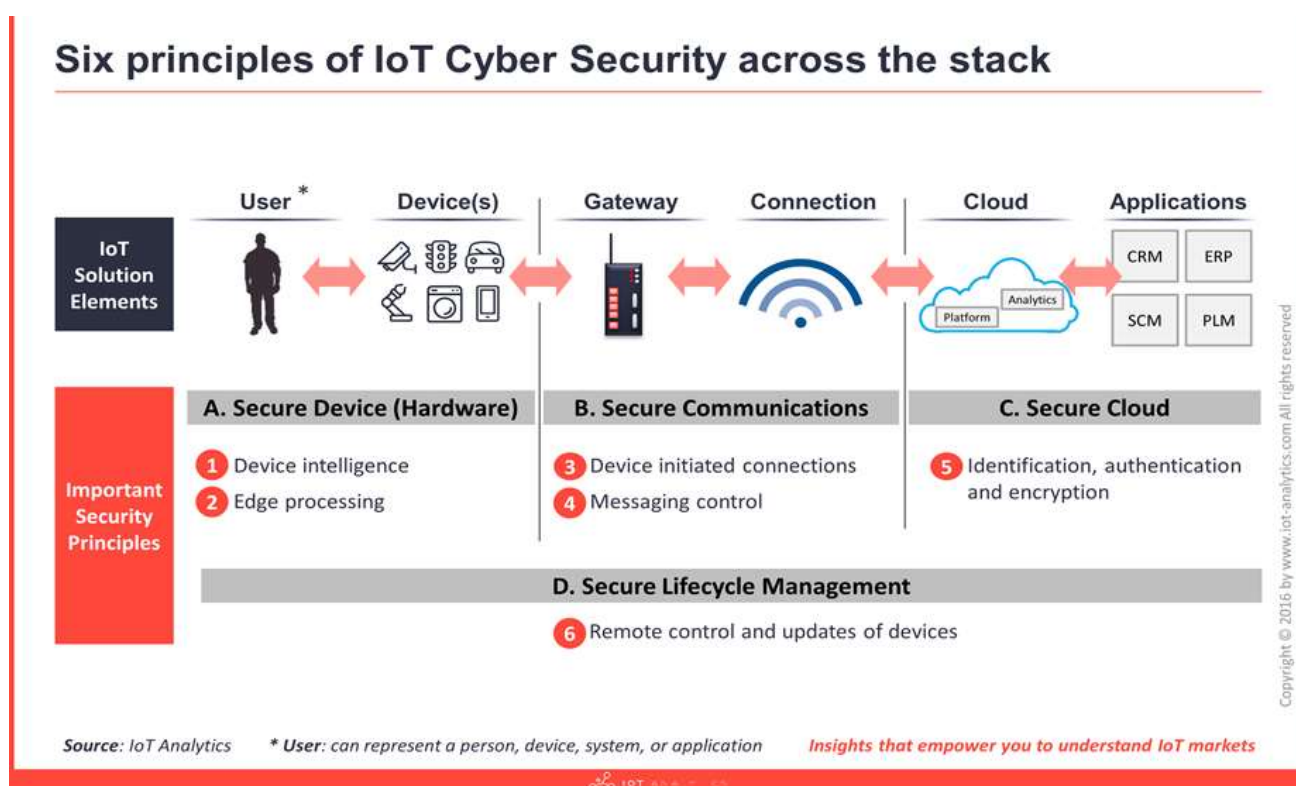 Six principles of IoT Cyber Security across the stack
User *
Device(s)
Gateway
Connection
Cloud
Applications
IoT
Solution
Elements
Platform
Analytics
CRM
ERP
SCM
PLM
Important
Security
Principles
A. Secure Device (Hardware)
1 Device intelligence
2 Edge processing
B. Secure Communications
3 Device initiated connections
4 Messaging control
C. Secure Cloud
5 Identification, authentication
and encryption
D. Secure Lifecycle Management
6 Remote control and updates of devices
Copyright © 2016 by www.iot-analytics.com All rights reserved
Source: IoT Analytics
* User: can represent a person, device, system, or application
Insights that empower you to understand IoT markets
IOT